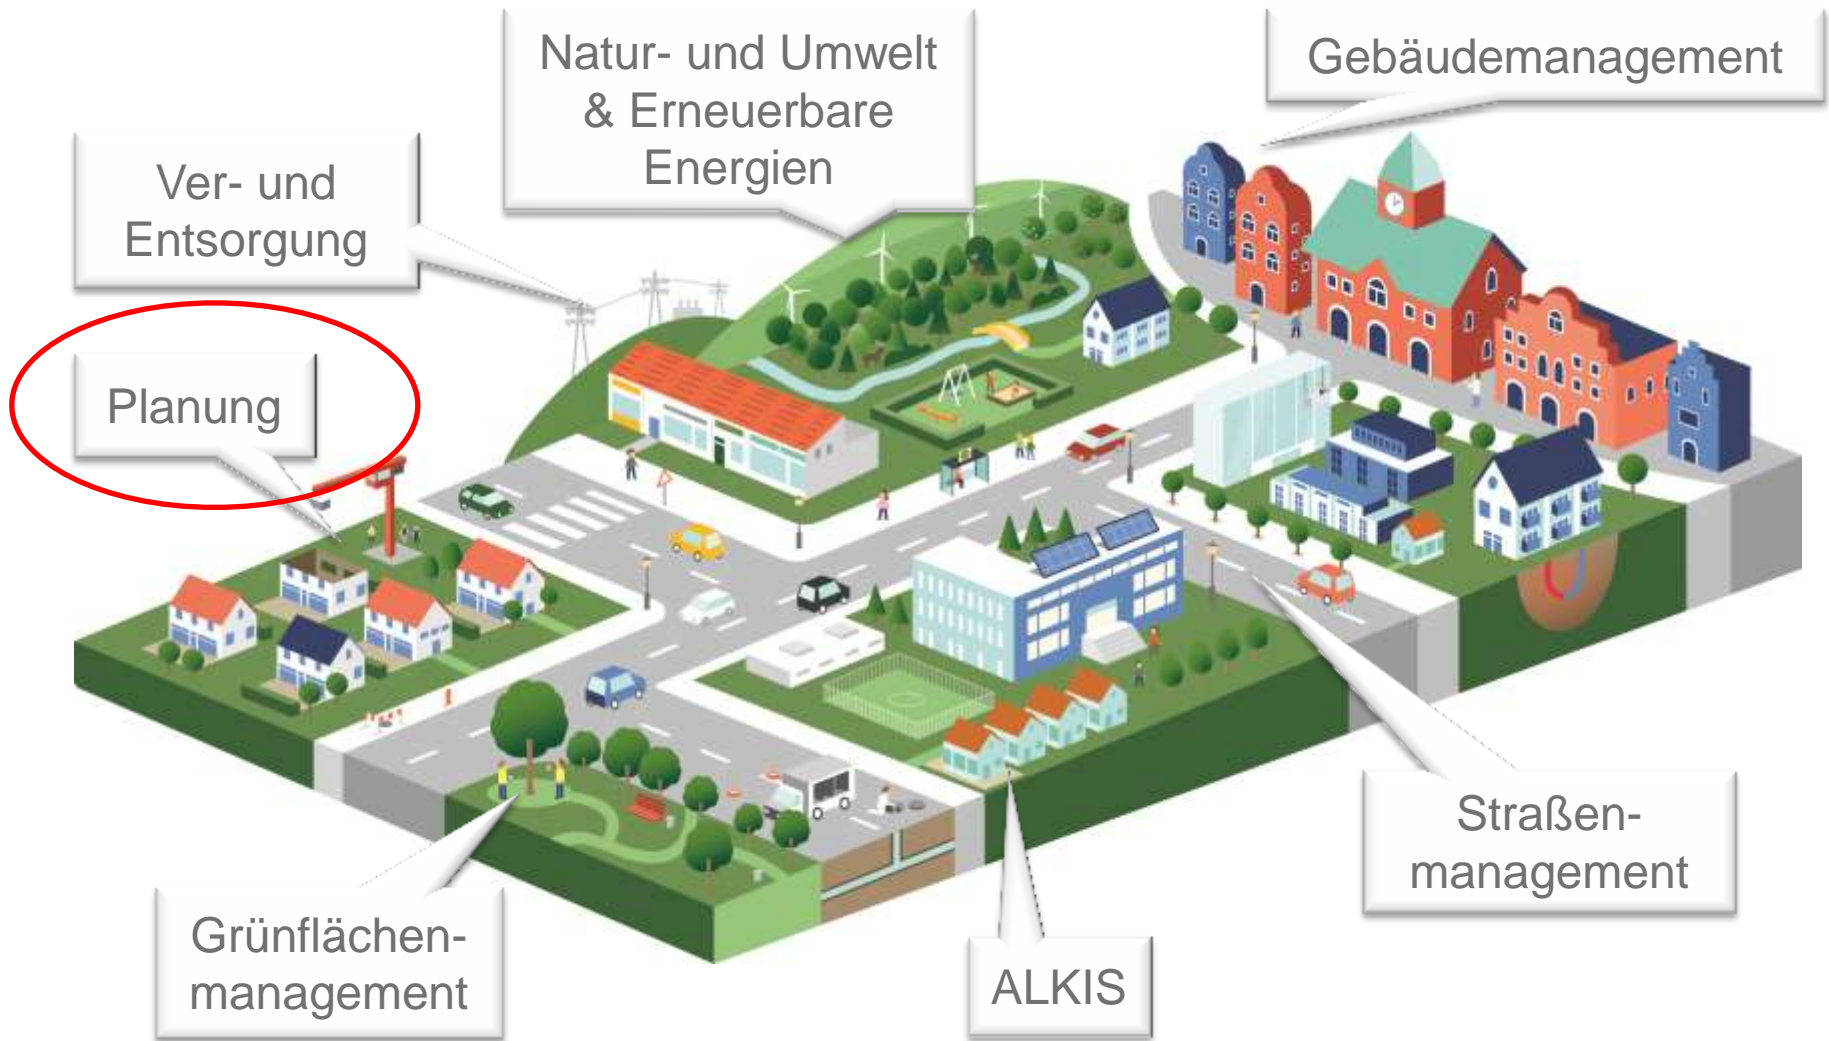 Natur- und Umwelt
& Erneuerbare
Energien
Gebäudemanagement
Ver- und
Entsorgung
Planung
Straßen-
management
Grünflächen-
management
ALKIS